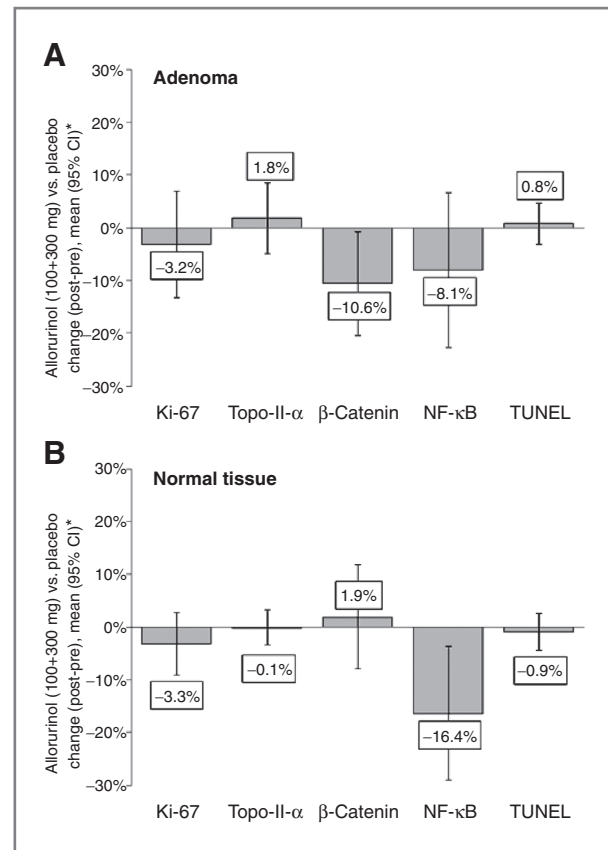 A
Adenoma
Allorurinol (100+300 mg) vs. placebo
change (post-pre), mean (95% CI)*
30%
20%
10%
0%
−10%
−20%
−30%
1.8%
0.8%
−3.2%
−10.6%
−8.1%
Ki-67 Topo-II-α β-Catenin NF-κB TUNEL
B
Normal tissue
Allorurinol (100+300 mg) vs. placebo
change (post-pre), mean (95% CI)*
30%
20%
10%
0%
−10%
−20%
−30%
1.9%
−3.3%
−0.1%
−16.4%
−0.9%
Ki-67 Topo-II-α β-Catenin NF-κB TUNEL